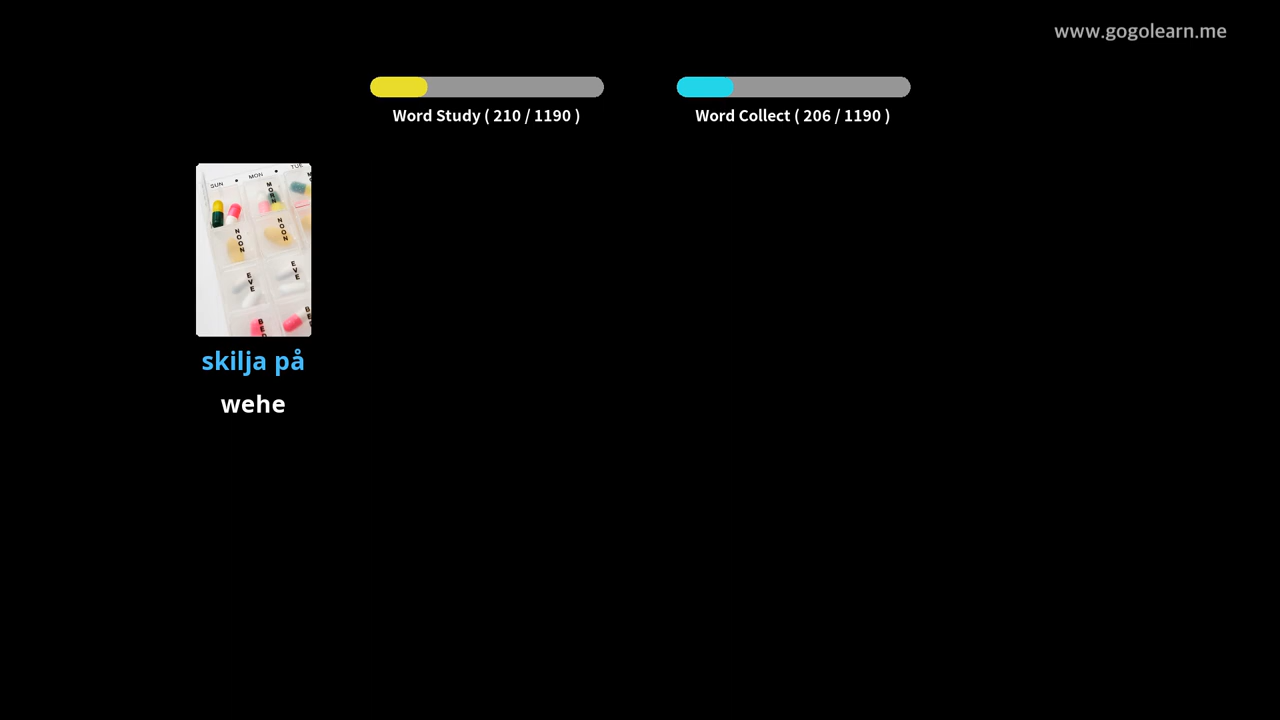 www.gogolearn.me
Word Study ( 210 / 1190 )
Word Collect ( 206 / 1190 )
SUN
MON
TUE
NOON
NOON
EVE
EVE
skilja på
wehe